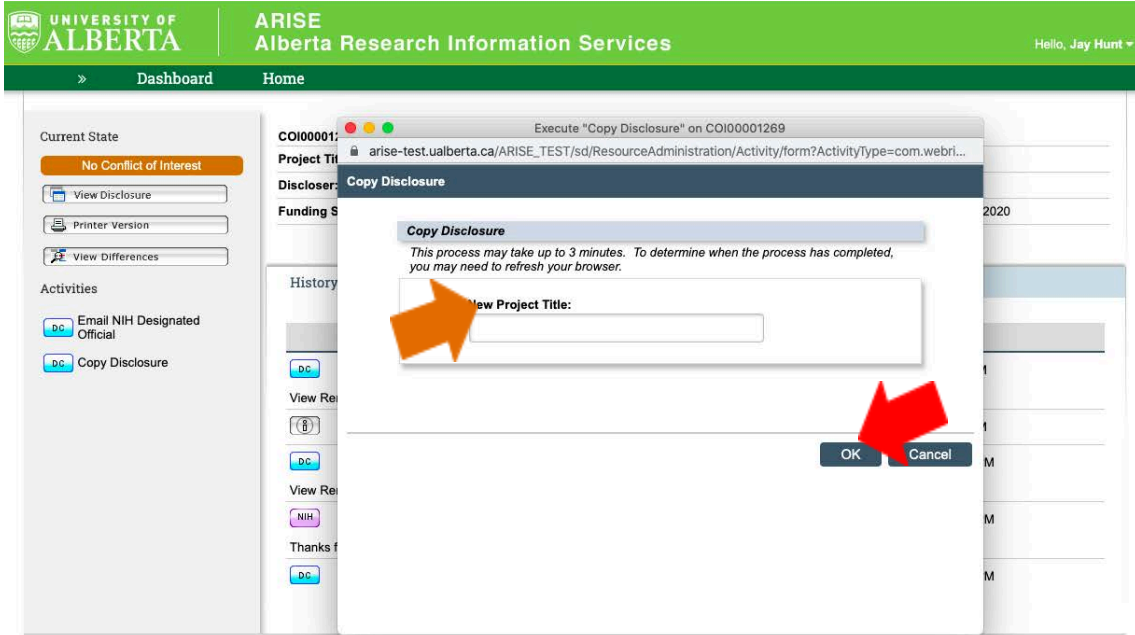 UNIVERSITY OF
ALBERTA
ARISE
Alberta Research Information Services
Hello, Jay Hunt
» Dashboard Home
Current State
No Conflict of Interest
View Disclosure
Printer Version
View Differences
Activities
DC Email NIH Designated
Official
DC Copy Disclosure
COI00001
Project Tit
Discloser:
Funding S
2020
History
DC
View Re
DC
M
View Re
NIH
M
Thanks f
DC
M
Execute "Copy Disclosure" on COI00001269
arise-test.ualberta.ca/ARISE_TEST/sd/ResourceAdministration/Activity/form?ActivityType=com.webri...
Copy Disclosure
Copy Disclosure
This process may take up to 3 minutes. To determine when the process has completed,
you may need to refresh your browser.
New Project Title:
OK Cancel